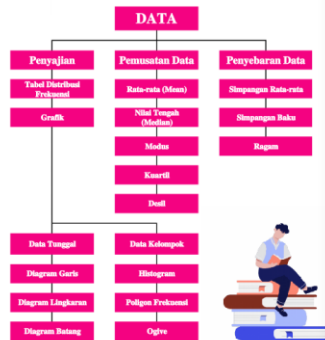 DATA
Penyajian
Pemusatan Data
Penyebaran Data
Tabel Distribusi
Frekuensi
Rata-rata (Mean)
Simpangan Rata-rata
Grafik
Nilai Tengah
(Median)
Simpangan Baku
Modus
Ragam
Kuartil
Desil
Data Tunggal
Data Kelompok
Diagram Garis
Histogram
Diagram Lingkaran
Poligon Frekuensi
Diagram Batang
Ogive